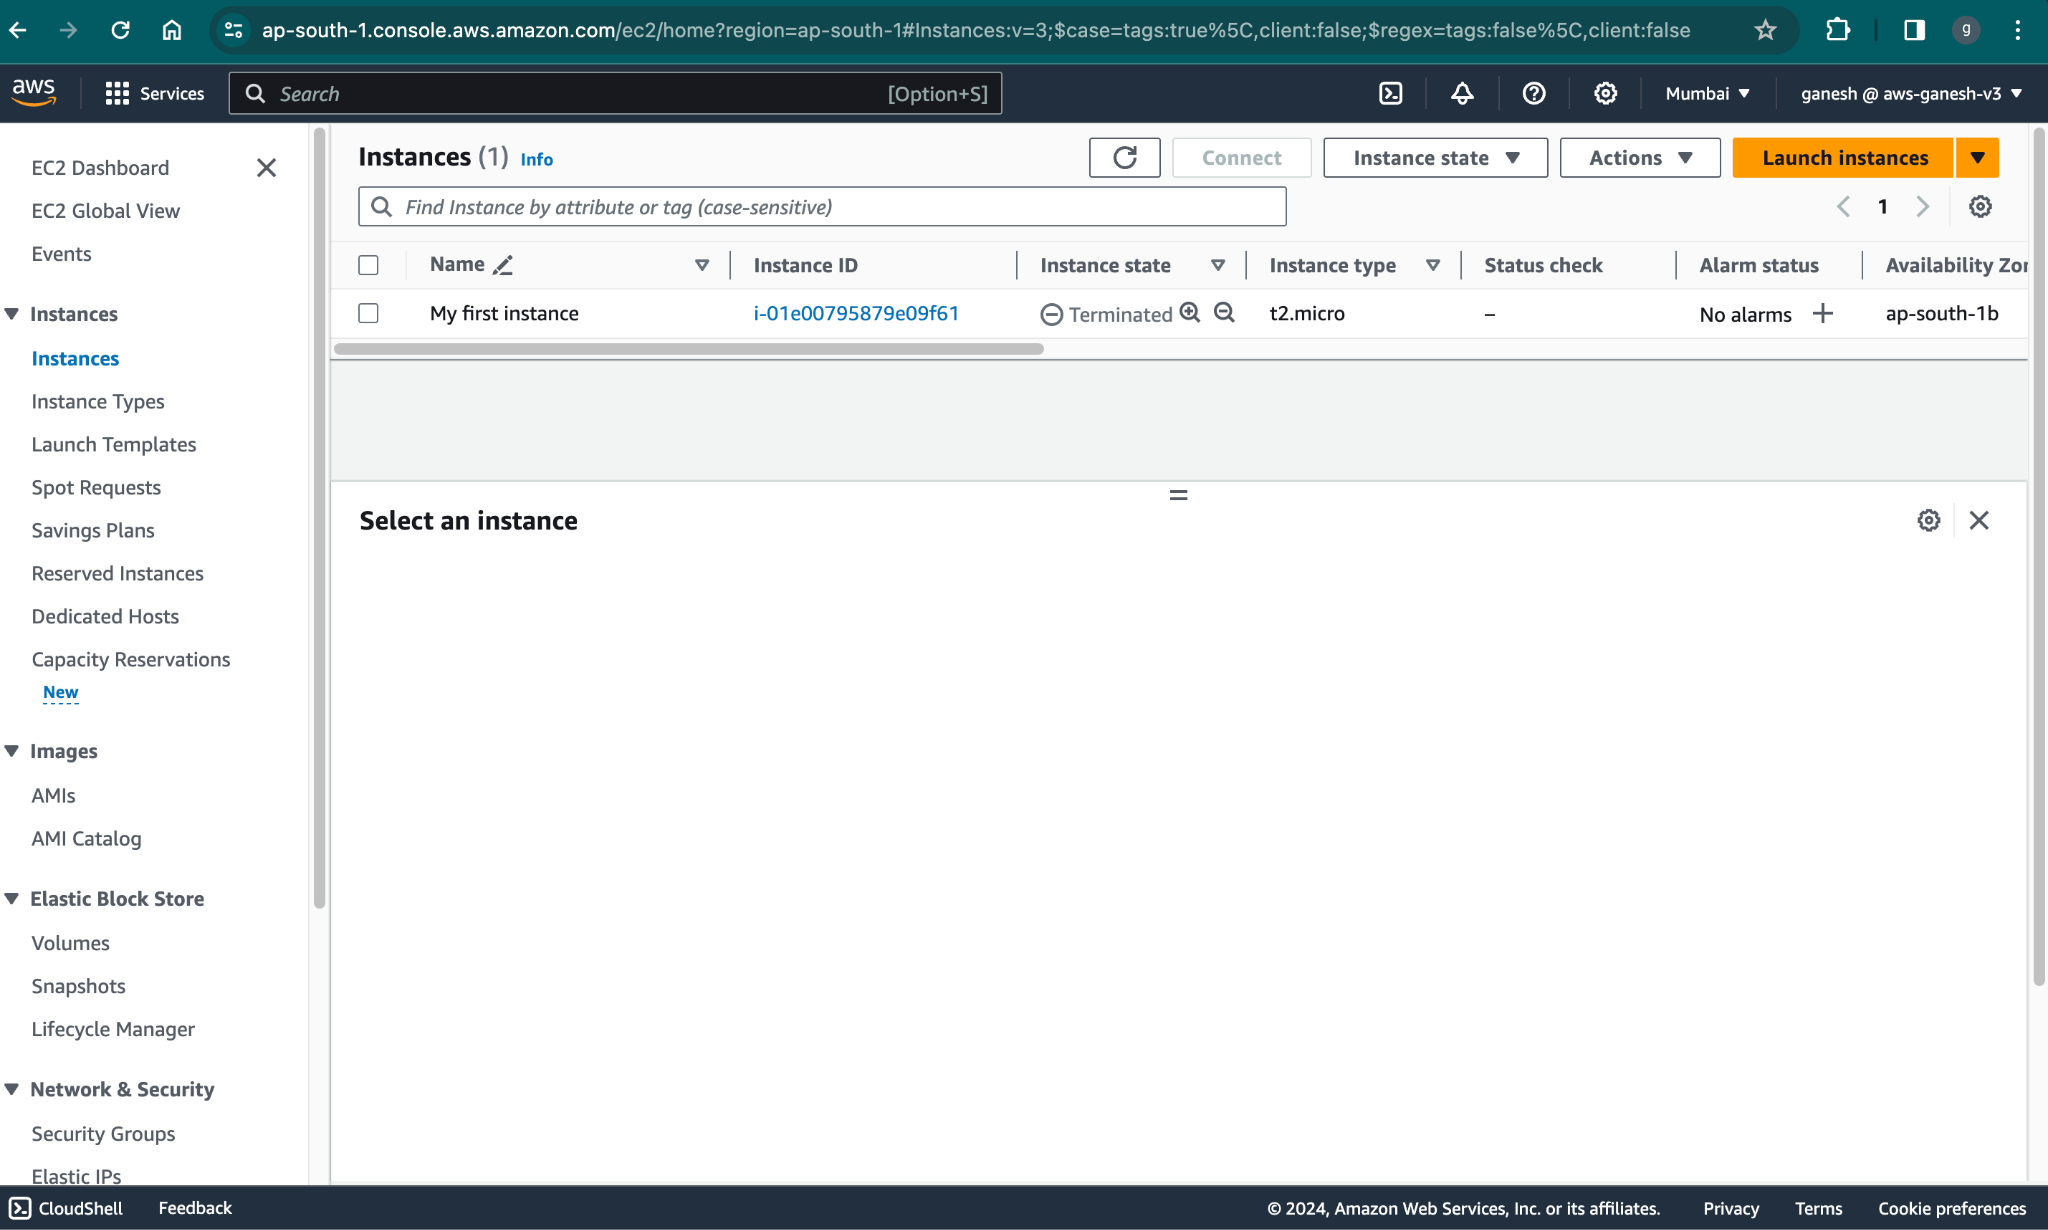 ap-south-1.console.aws.amazon.com/ec2/home?region=ap-south-1#Instances:v=3;$case=tags:true%5C,client:false;$regex=tags:false%5C,client:false
g
aws
Services
Search
[Option+S]
Mumbai
ganesh @ aws-ganesh-v3
EC2 Dashboard
EC2 Global View
Events
Instances
Instances
Instance Types
Launch Templates
Spot Requests
Savings Plans
Reserved Instances
Dedicated Hosts
Capacity Reservations
New
Images
AMIs
AMI Catalog
Elastic Block Store
Volumes
Snapshots
Lifecycle Manager
Network & Security
Security Groups
Elastic IPs
Instances (1) Info
Connect
Instance state
Actions
Launch instances
Find Instance by attribute or tag (case-sensitive)
1
Name Instance ID Instance state Instance type Status check Alarm status Availability Zon
My first instance i-01e00795879e09f61 Terminated t2.micro – No alarms + ap-south-1b
Select an instance
CloudShell
Feedback
© 2024, Amazon Web Services, Inc. or its affiliates.
Privacy
Terms
Cookie preferences